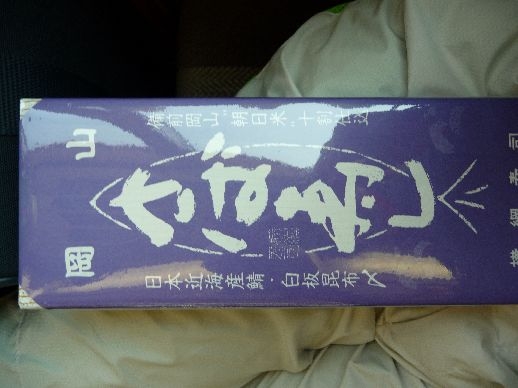 岡山
備前岡山"朝日米"十割仕込
さば寿し
日本近海産鯖・白板昆布〆